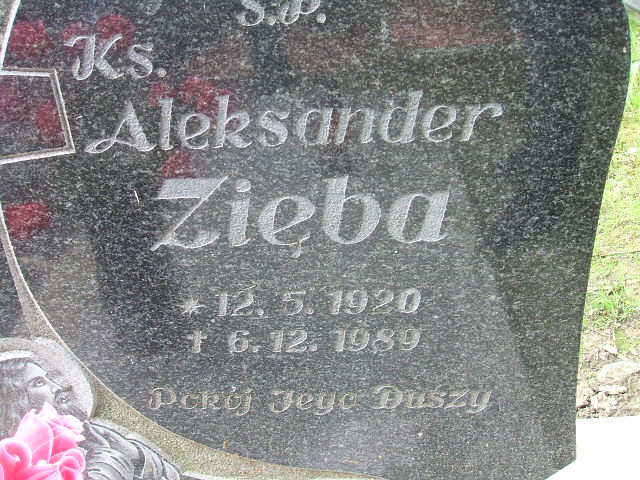 Ś.P.
Ks.
Aleksander
Zięba
* 12. 5. 1920
† 6. 12. 1989
Pokój Jego Duszy